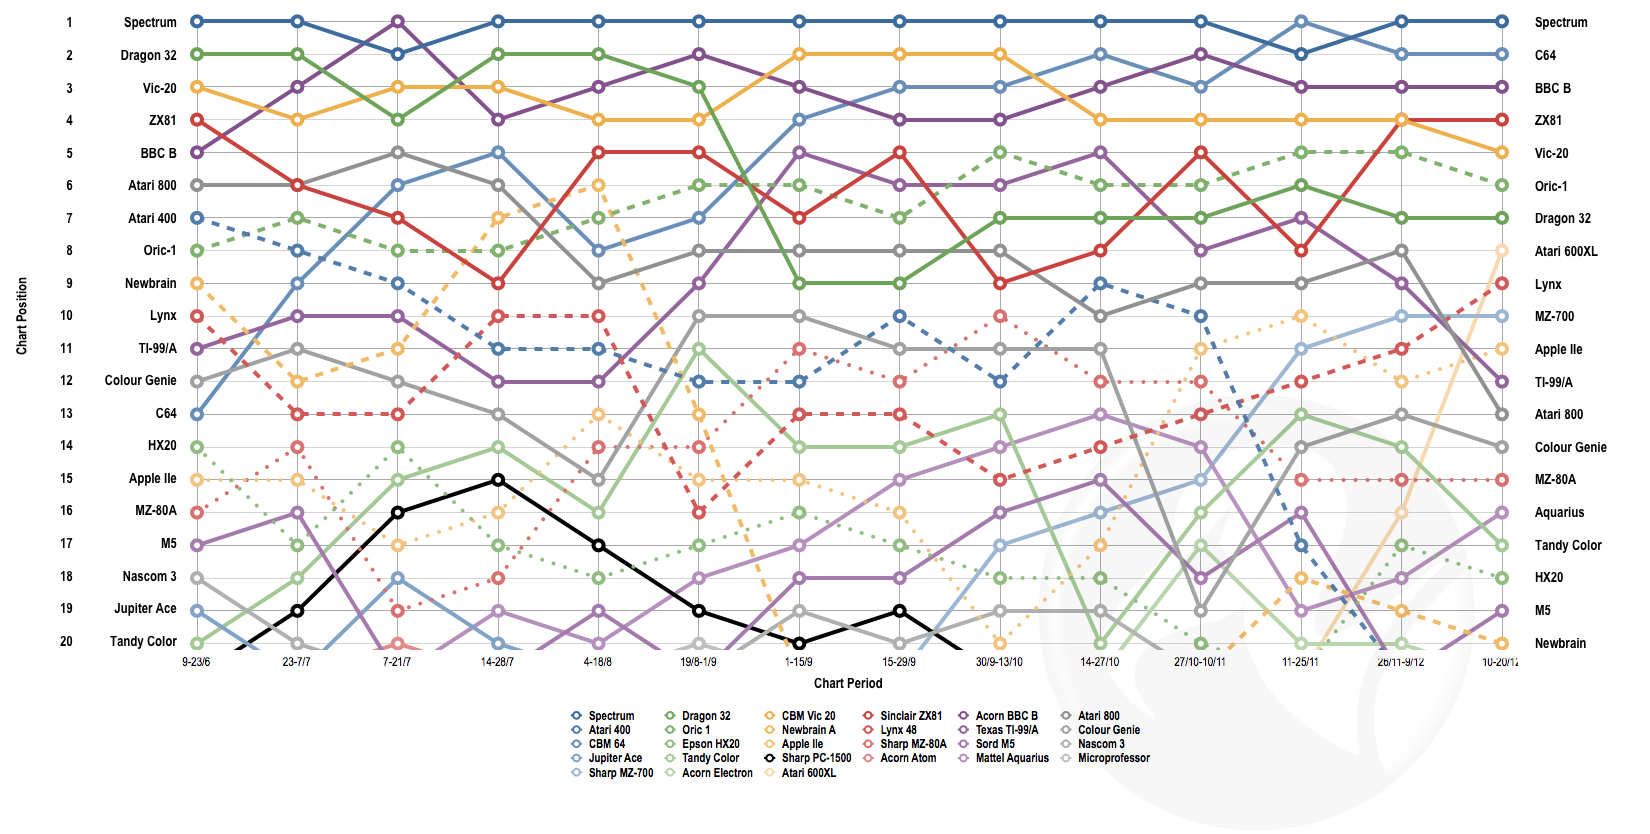 1 Spectrum Spectrum
2 Dragon 32 C64
3 Vic-20 BBC B
4 ZX81 ZX81
5 BBC B Vic-20
6 Atari 800 Oric-1
7 Atari 400 Dragon 32
8 Oric-1 Atari 600XL
9 Newbrain Lynx
10 Lynx MZ-700
11 TI-99/A Apple IIe
12 Colour Genie TI-99/A
13 C64 Atari 800
14 HX20 Colour Genie
15 Apple IIe MZ-80A
16 MZ-80A Aquarius
17 M5 Tandy Color
18 Nascom 3 HX20
19 Jupiter Ace M5
20 Tandy Color Newbrain
Chart Position
9-23/6 23-7/7 7-21/7 14-28/7 4-18/8 19/8-1/9 1-15/9 15-29/9 30/9-13/10 14-27/10 27/10-10/11 11-25/11 26/11-9/12 10-20/12
Chart Period
Spectrum Dragon 32 CBM Vic 20 Sinclair ZX81 Acorn BBC B Atari 800
Atari 400 Oric 1 Newbrain A Lynx 48 Texas TI-99/A Colour Genie
CBM 64 Epson HX20 Apple IIe Sharp MZ-80A Sord M5 Nascom 3
Jupiter Ace Tandy Color Sharp PC-1500 Acorn Atom Mattel Aquarius Microprofessor
Sharp MZ-700 Acorn Electron Atari 600XL